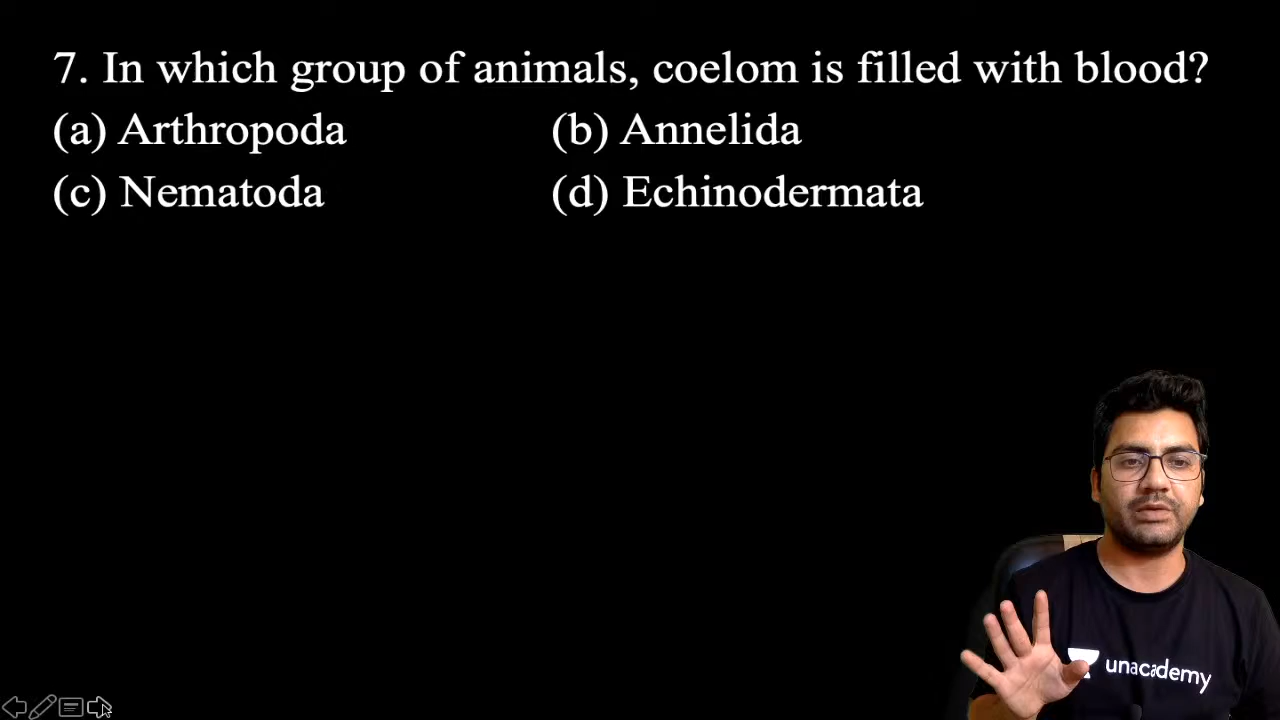 7. In which group of animals, coelom is filled with blood?
(a) Arthropoda (b) Annelida
(c) Nematoda (d) Echinodermata
unacademy